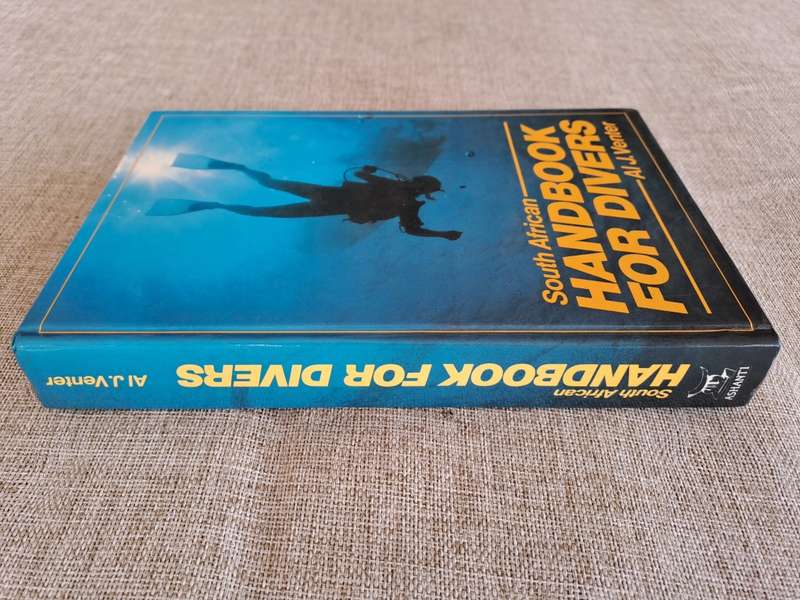 South African
HANDBOOK
FOR DIVERS
Al J. Venter
South African
HANDBOOK FOR DIVERS
Al J. Venter
ASHANTI